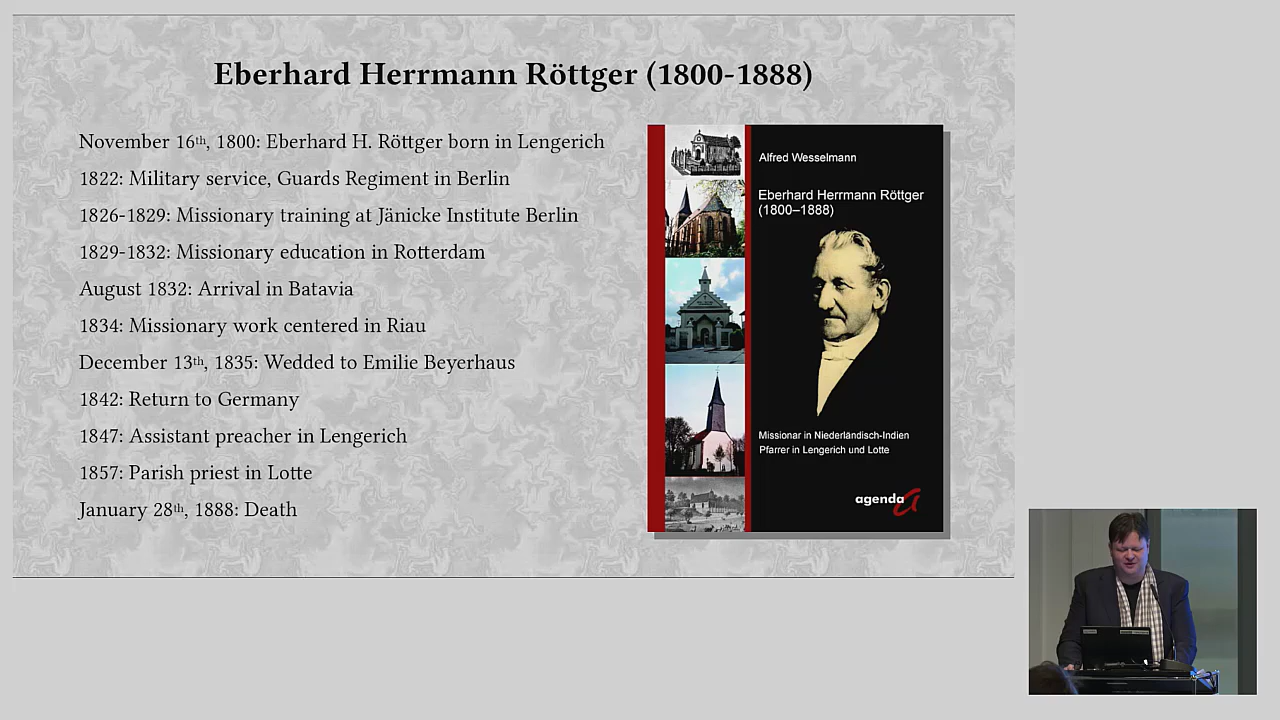 Eberhard Herrmann Röttger (1800-1888)
November 16th, 1800: Eberhard H. Röttger born in Lengerich
1822: Military service, Guards Regiment in Berlin
1826-1829: Missionary training at Jänicke Institute Berlin
1829-1832: Missionary education in Rotterdam
August 1832: Arrival in Batavia
1834: Missionary work centered in Riau
December 13th, 1835: Wedded to Emilie Beyerhaus
1842: Return to Germany
1847: Assistant preacher in Lengerich
1857: Parish priest in Lotte
January 28th, 1888: Death
Alfred Wesselmann
Eberhard Herrmann Röttger
(1800–1888)
Missionar in Niederländisch-Indien
Pfarrer in Lengerich und Lotte
agenda